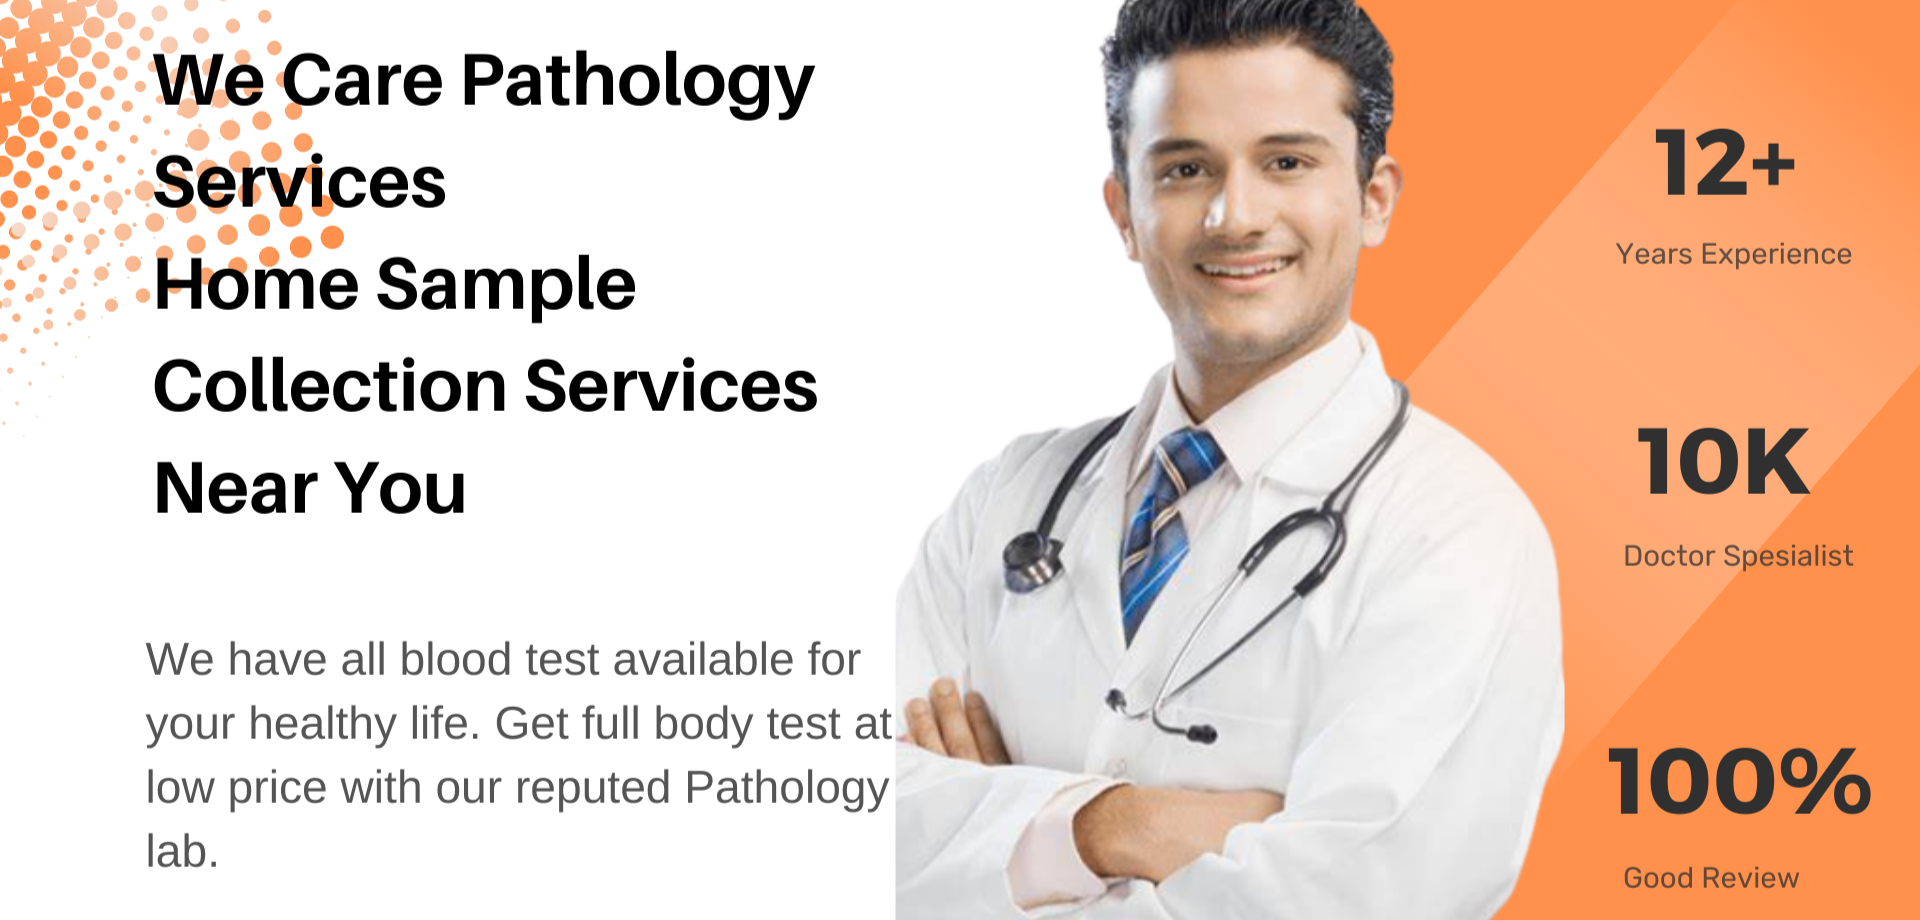 We Care Pathology
Services
Home Sample
Collection Services
Near You
We have all blood test available for
your healthy life. Get full body test at
low price with our reputed Pathology
lab.
12+
Years Experience
10K
Doctor Spesialist
100%
Good Review